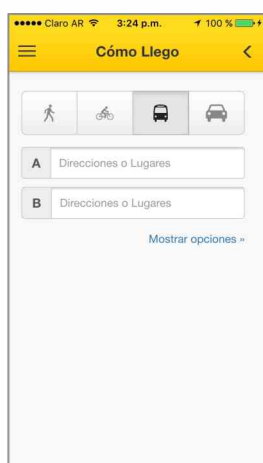 Claro AR 3:24 p.m. 100 %
Cómo Llego
A Direcciones o Lugares
B Direcciones o Lugares
Mostrar opciones »